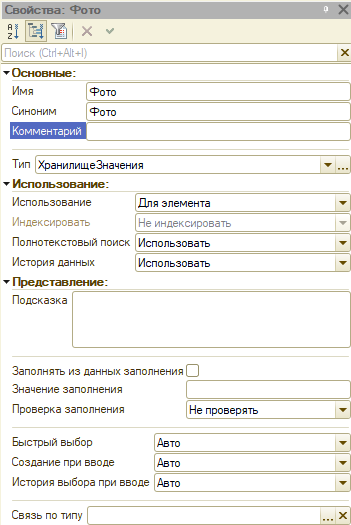 Свойства: Фото
Поиск (Ctrl+Alt+I)
Основные:
Имя Фото
Синоним Фото
Комментарий
Тип ХранилищеЗначения
Использование:
Использование Для элемента
Индексировать Не индексировать
Полнотекстовый поиск Использовать
История данных Использовать
Представление:
Подсказка
Заполнять из данных заполнения
Значение заполнения
Проверка заполнения Не проверять
Быстрый выбор Авто
Создание при вводе Авто
История выбора при вводе Авто
Связь по типу